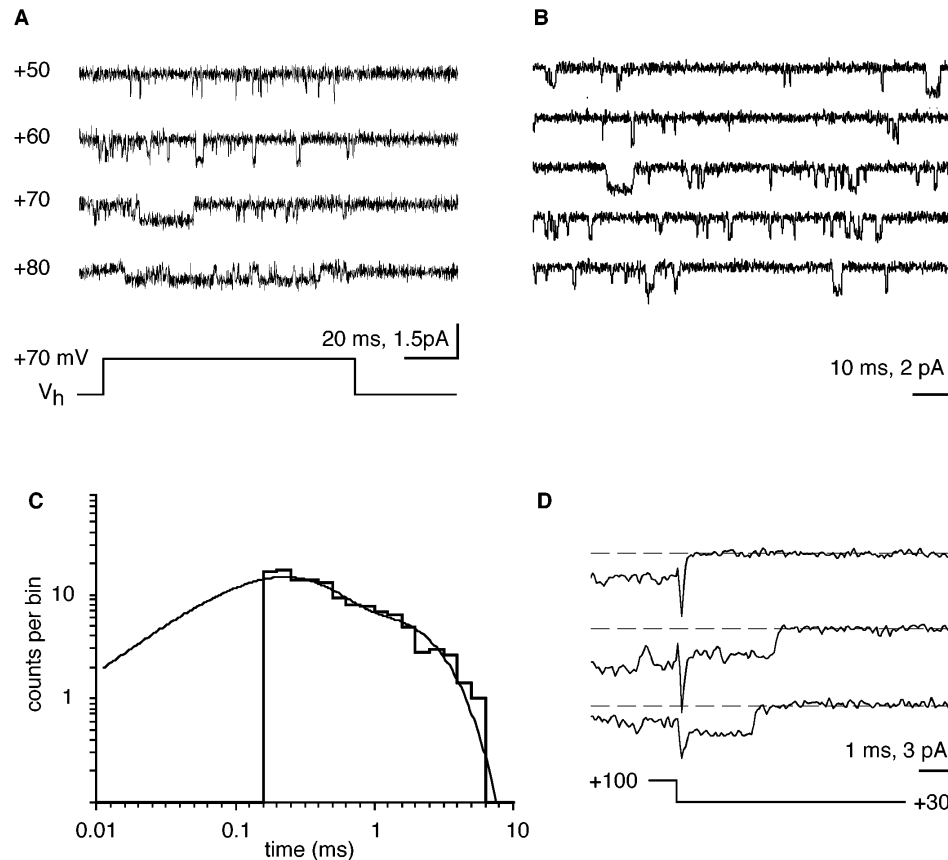 A
+50
+60
+70
+80
20 ms, 1.5pA
+70 mV
Vh
B
10 ms, 2 pA
C
counts per bin
10
1
0.01
0.1
1
10
time (ms)
D
1 ms, 3 pA
+100
+30